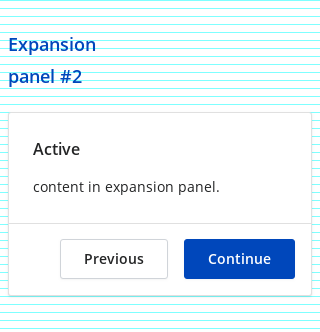 Expansion
panel #2
Active
content in expansion panel.
Previous
Continue